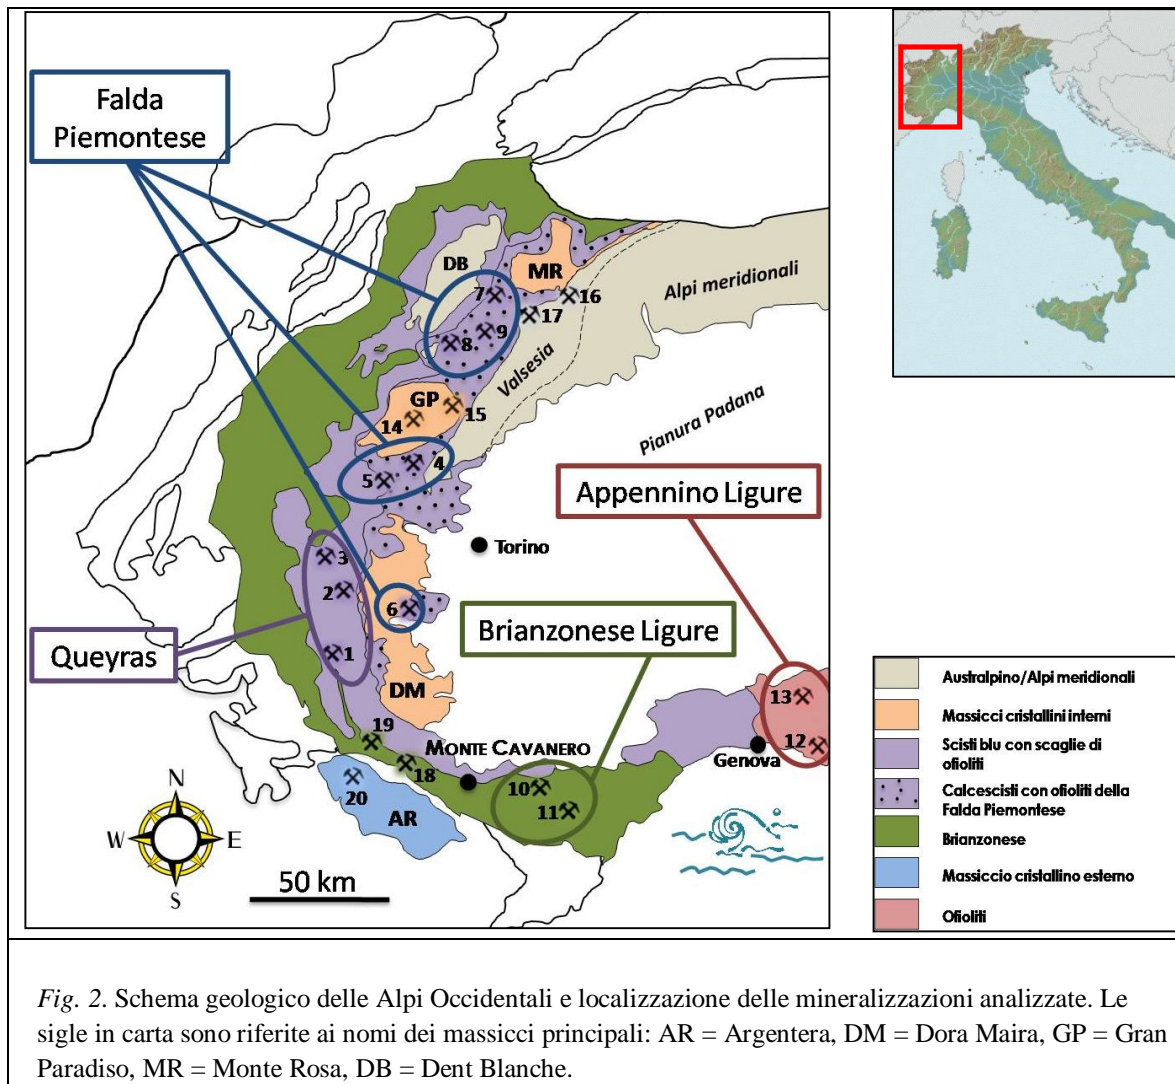 Falda
Piemontese
DB
MR
7
16
17
Alpi meridionali
9
8
Valsesia
GP
15
14
Pianura Padana
4
5
Appennino Ligure
Torino
3
2
6
Brianzonese Ligure
Queyras
1
DM
13
19
MONTE CAVANERO
12
Genova
18
10
20
11
AR
N
W
E
S
50 km
Australpino/Alpi meridionali
Massicci cristallini interni
Scisti blu con scaglie di
ofioliti
Calcescisti con ofioliti della
Falda Piemontese
Brianzonese
Massiccio cristallino esterno
Ofioliti
Fig. 2. Schema geologico delle Alpi Occidentali e localizzazione delle mineralizzazioni analizzate. Le
sigle in carta sono riferite ai nomi dei massicci principali: AR = Argentera, DM = Dora Maira, GP = Gran
Paradiso, MR = Monte Rosa, DB = Dent Blanche.